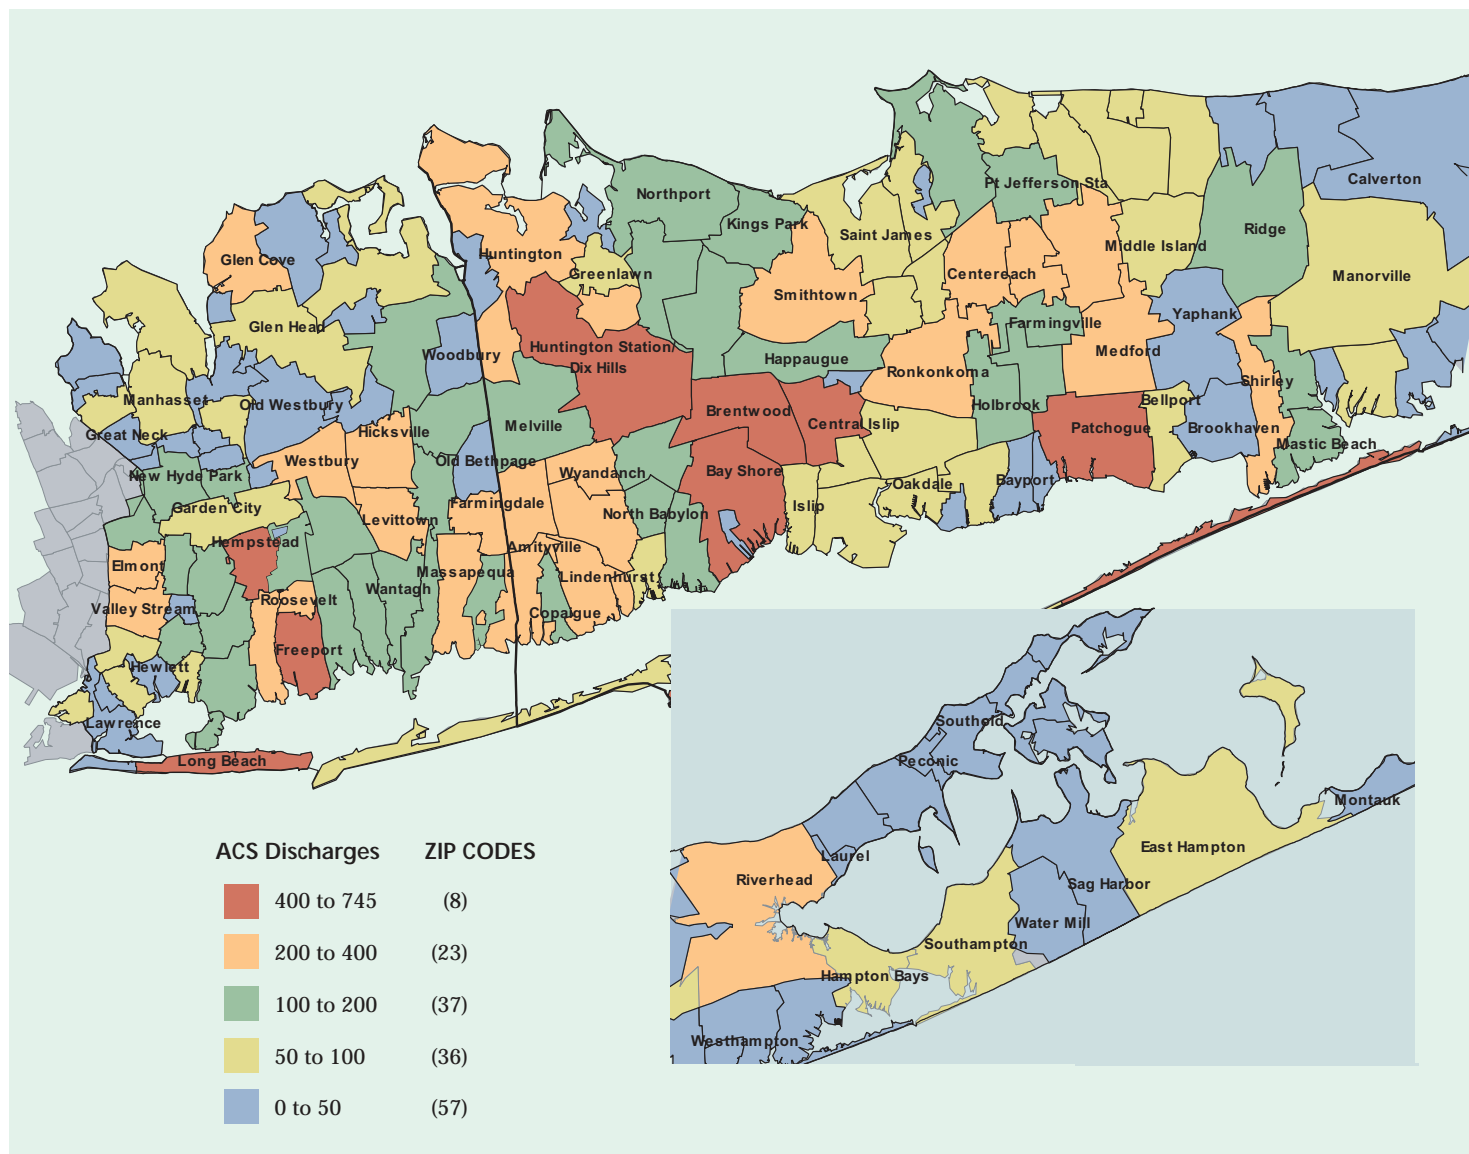 Northport
Kings Park
Pt Jefferson Sta
Calverton
Saint James
Middle Island
Ridge
Huntington
Glen Cove
Greenlawn
Centereach
Manorville
Smithtown
Yaphank
Glen Head
Farmingville
Huntington Station/
Dix Hills
Woodbury
Happaugue
Medford
Ronkonkoma
Shirley
Manhasset
Old Westbury
Brentwood
Holbrook
Bellport
Great Neck
Hicksville
Melville
Central Islip
Patchogue
Brookhaven
Mastic Beach
Westbury
Old Bethpage
Wyandanch
Bay Shore
New Hyde Park
Oakdale
Bayport
Garden City
Farmingdale
Islip
Levittown
North Babylon
Hempstead
Amityville
Elmont
Massapequa
Lindenhurst
Wantagh
Valley Stream
Roosevelt
Copaigue
Freeport
Hewlett
Lawrence
Long Beach
Southold
Peconic
Montauk
East Hampton
Laurel
Riverhead
Sag Harbor
Water Mill
Southampton
Hampton Bays
Westhampton
ACS Discharges ZIP CODES
400 to 745 (8)
200 to 400 (23)
100 to 200 (37)
50 to 100 (36)
0 to 50 (57)